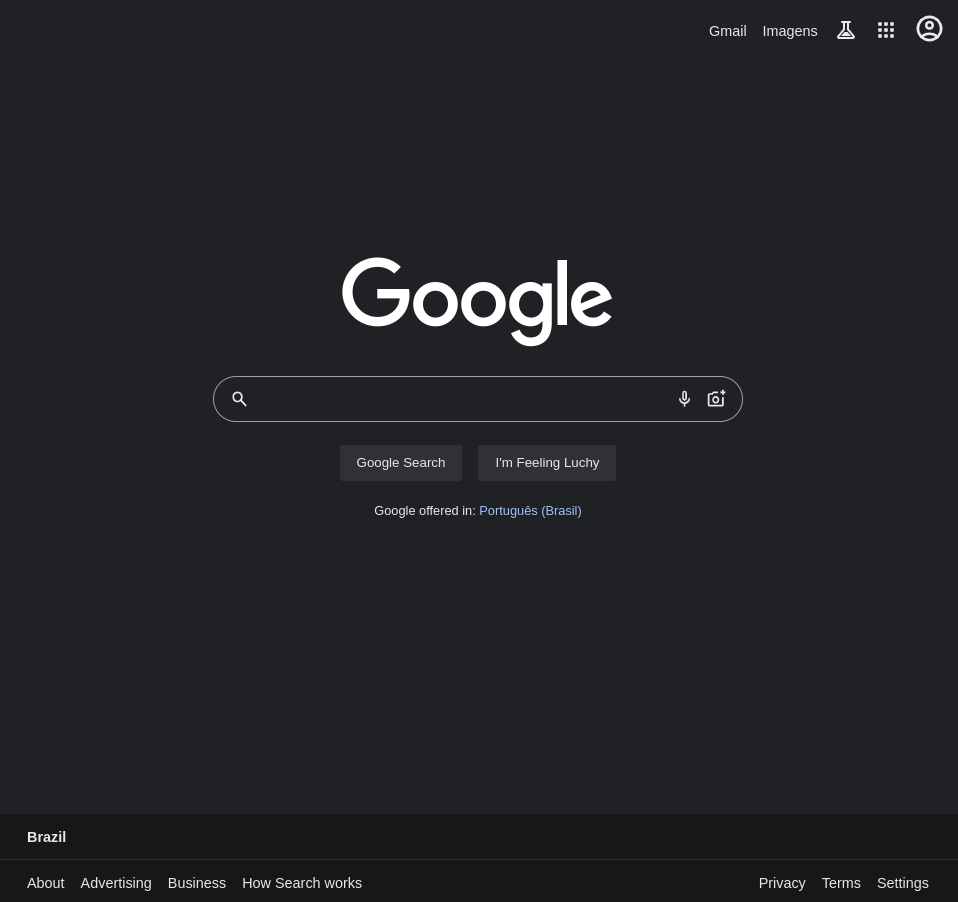 Gmail Imagens
Google
Google Search I'm Feeling Luchy
Google offered in: Português (Brasil)
Brazil
About Advertising Business How Search works Privacy Terms Settings